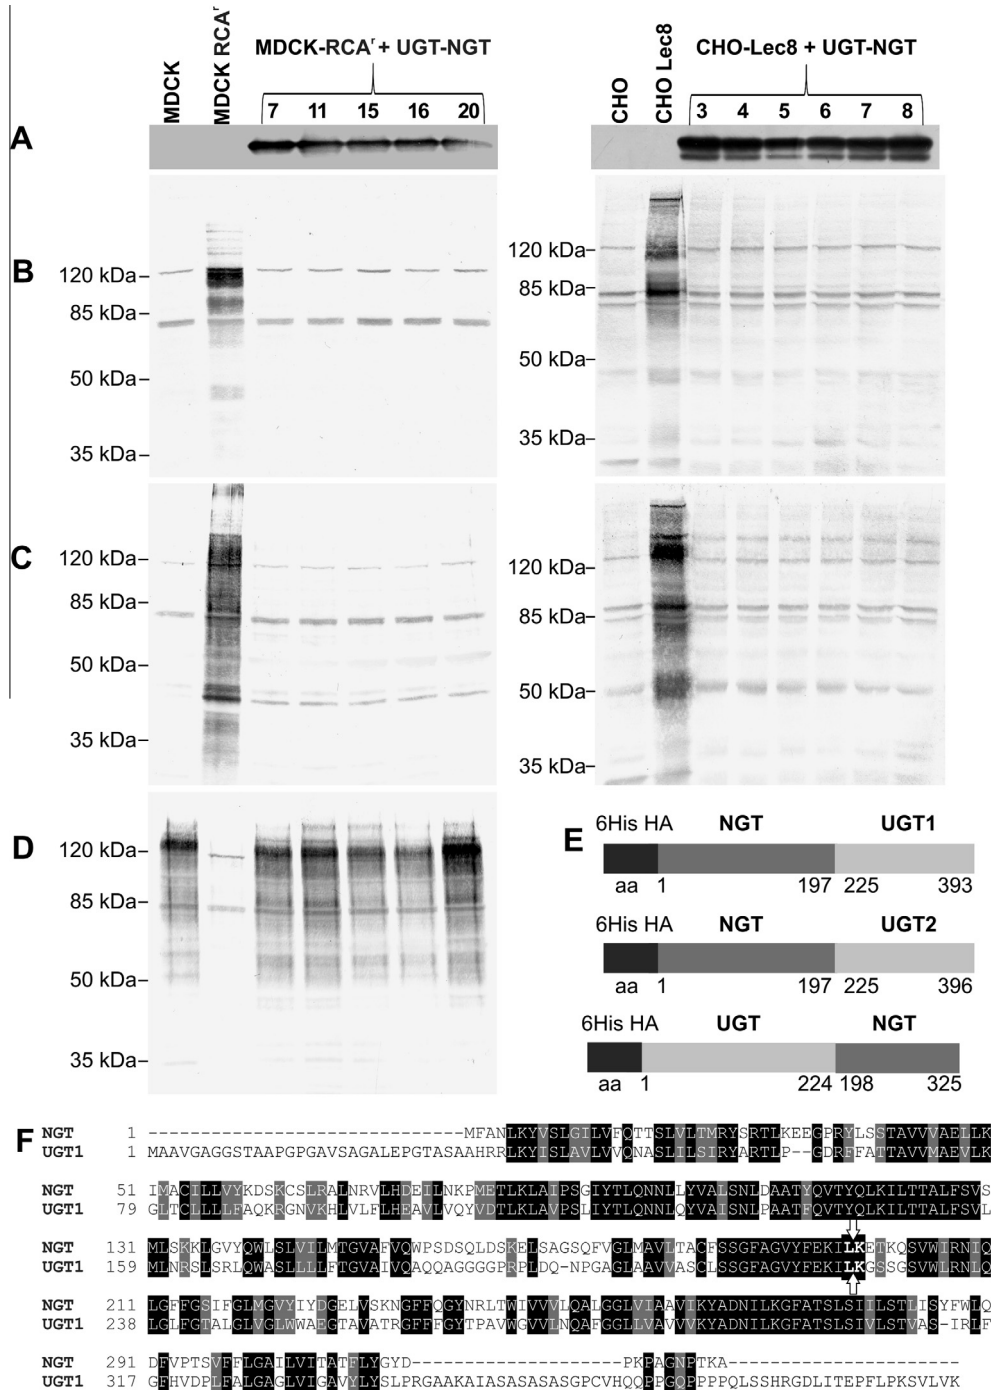 MDCK
MDCK RCAʳ
MDCK-RCAʳ + UGT-NGT
7 11 15 16 20
CHO
CHO Lec8
CHO-Lec8 + UGT-NGT
3 4 5 6 7 8
A
B
120 kDa–
85 kDa–
50 kDa–
35 kDa–
120 kDa–
85 kDa–
50 kDa–
35 kDa–
C
120 kDa–
85 kDa–
50 kDa–
35 kDa–
120 kDa–
85 kDa–
50 kDa–
35 kDa–
D
120 kDa–
85 kDa–
50 kDa–
35 kDa–
E
6His HA NGT UGT1
aa 1 197 225 393
6His HA NGT UGT2
aa 1 197 225 396
6His HA UGT NGT
aa 1 224 198 325
F
NGT 1 ------------------------------MFANLKYVSLGILVFQTTSLVLTMRYSRTLKEEGPRYLSSTAVVVAELLK
UGT1 1 MAAVGAGGSTAAPGPGAVSAGALEPGTASAAHRRLKYISLAVLVVQNASLILSIRYARTLP--GDRFFATTAVVMAEVLK
NGT 51 IMACILLVYKDSKCSLRALNRVLHDEILNKPMETLKLAIPSGIYTLQNNLLYVALSNLDAATYQVTYQLKILTTALFSVS
UGT1 79 GLTCLLLLFAQKRGNVKHLVLFLHEAVLVQYVDTLKLAVPSLIYTLQNNLQYVAISNLPAATFQVTYQLKILTTALFSVL
NGT 131 MLSKKLGVYQWLSLVILMTGVAFVQWPSDSQLDSKELSAGSQFVGLMAVLTACFSSGFAGVYFEKILKETKQSVWIRNIQ
UGT1 159 MLNRSLSRLQWASLLLLFTGVAIVQAQQAGGGGPRPLDQ-NPGAGLAAVVASCLSSGFAGVYFEKILKGSSGSVWLRNLQ
NGT 211 LGFFGSIFGLMGVYIYDGELVSKNGFFQGYNRLTWIVVVLQALGGLVIAAVIKYADNILKGFATSLSIILSTLISYFWLQ
UGT1 238 LGLFGTALGLVGLWWAEGTAVATRGFFFGYTPAVWGVVLNQAFGGLLVAVVVKYADNILKGFATSLSIVLSTVAS-IRLF
NGT 291 DFVPTSVFFLGAILVITATFLYGYD--------------------PKPAGNPTKA----------------------
UGT1 317 GFHVDPLFALGAGLVIGAVYLYSLPRGAAKAIASASASASGPCVHQQPPGQPPPPQLSSHRGDLITEPFLPKSVLVK